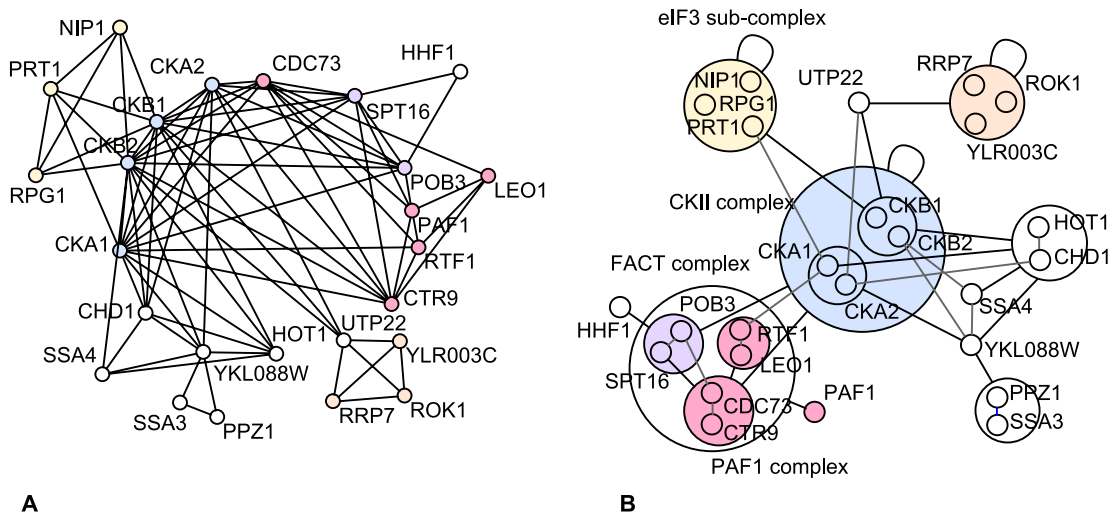 NIP1
PRT1
CKA2
CDC73
HHF1
CKB1
SPT16
CKB2
RPG1
POB3
LEO1
PAF1
CKA1
RTF1
CTR9
CHD1
HOT1
UTP22
YLR003C
SSA4
YKL088W
SSA3
PPZ1
RRP7
ROK1
A
eIF3 sub-complex
NIP1
RPG1
PRT1
UTP22
RRP7
ROK1
YLR003C
CKII complex
CKB1
CKB2
HOT1
CHD1
CKA1
CKA2
FACT complex
SSA4
YKL088W
POB3
HHF1
SPT16
RTF1
LEO1
PAF1
CDC73
CTR9
PPZ1
SSA3
PAF1 complex
B